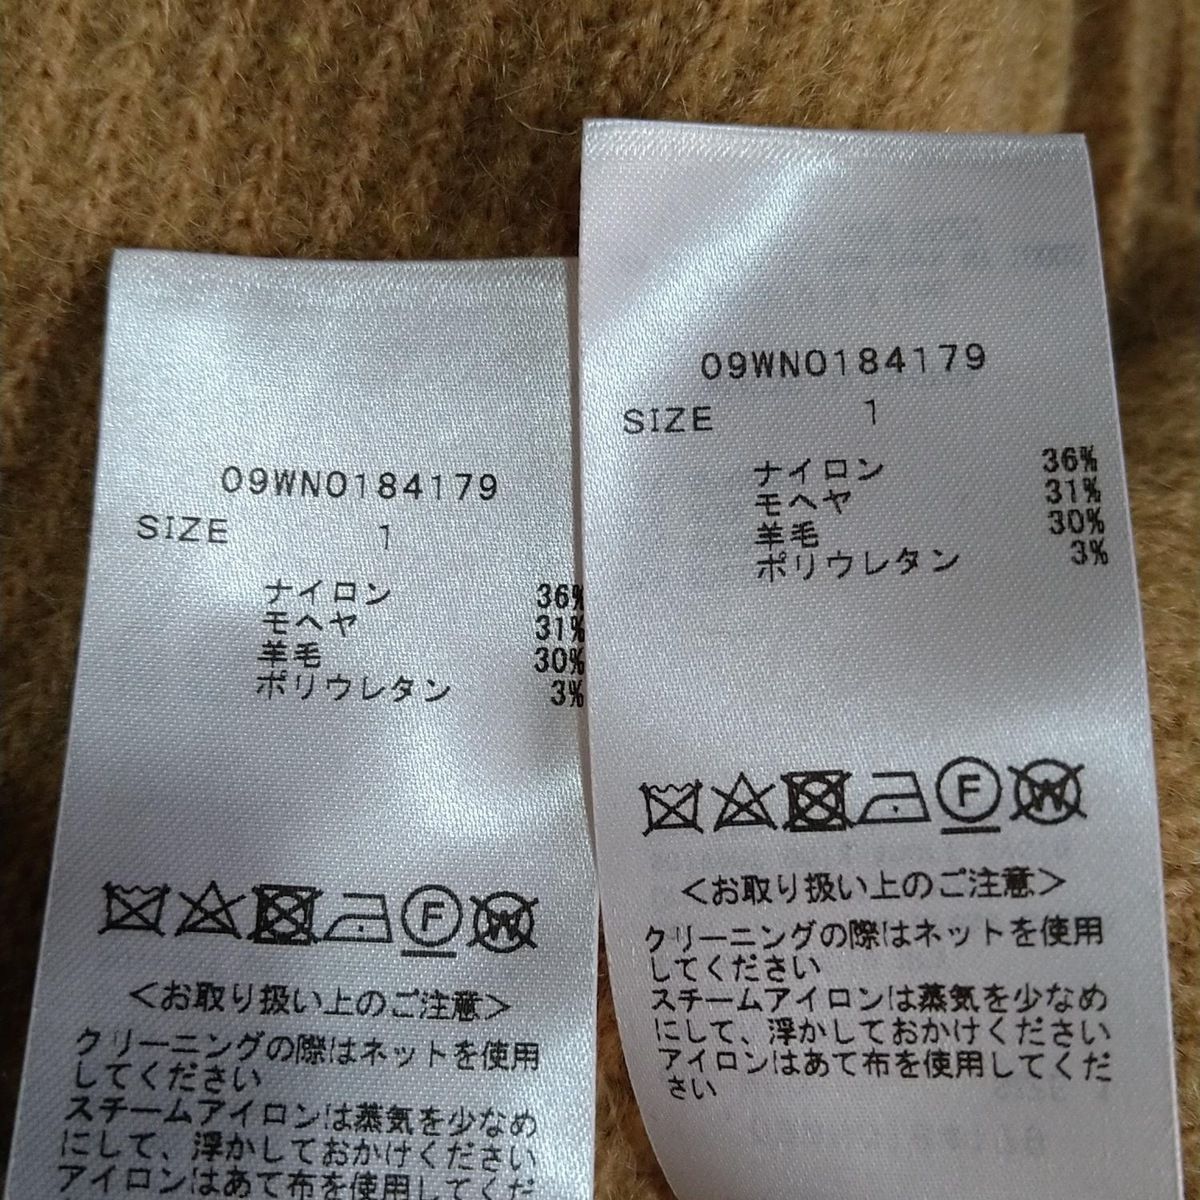 09WNO184179
SIZE 1
ナイロン 36%
モヘヤ 31%
羊毛 30%
ポリウレタン 3%
F W
<お取り扱い上のご注意>
クリーニングの際はネットを使用
してください
スチームアイロンは蒸気を少なめ
にして、浮かしておかけください
アイロンはあて布を使用してくだ
09WNO184179
SIZE 1
ナイロン 36%
モヘヤ 31%
羊毛 30%
ポリウレタン 3%
F W
<お取り扱い上のご注意>
クリーニングの際はネットを使用
してください
スチームアイロンは蒸気を少なめ
にして、浮かしておかけください
アイロンはあて布を使用してくだ
さい